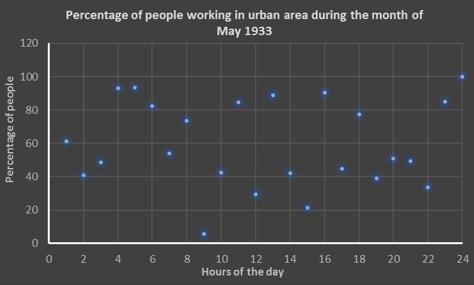 Percentage of people working in urban area during the month of
May 1933
120
100
80
60
40
20
0
Percentage of people
0 2 4 6 8 10 12 14 16 18 20 22 24
Hours of the day